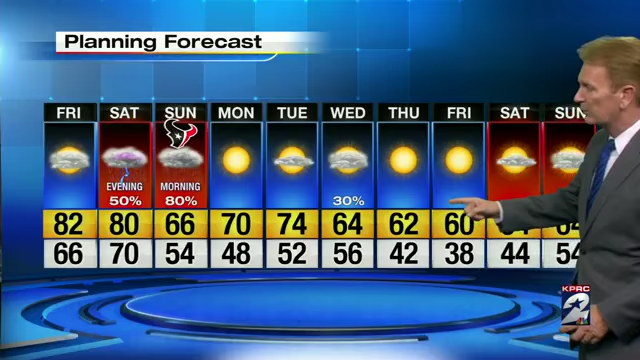 Planning Forecast
FRI SAT SUN MON TUE WED THU FRI SAT SUN
EVENING MORNING
50% 80% 30%
82 80 66 70 74 64 62 60
66 70 54 48 52 56 42 38 44 54
KPRC
2